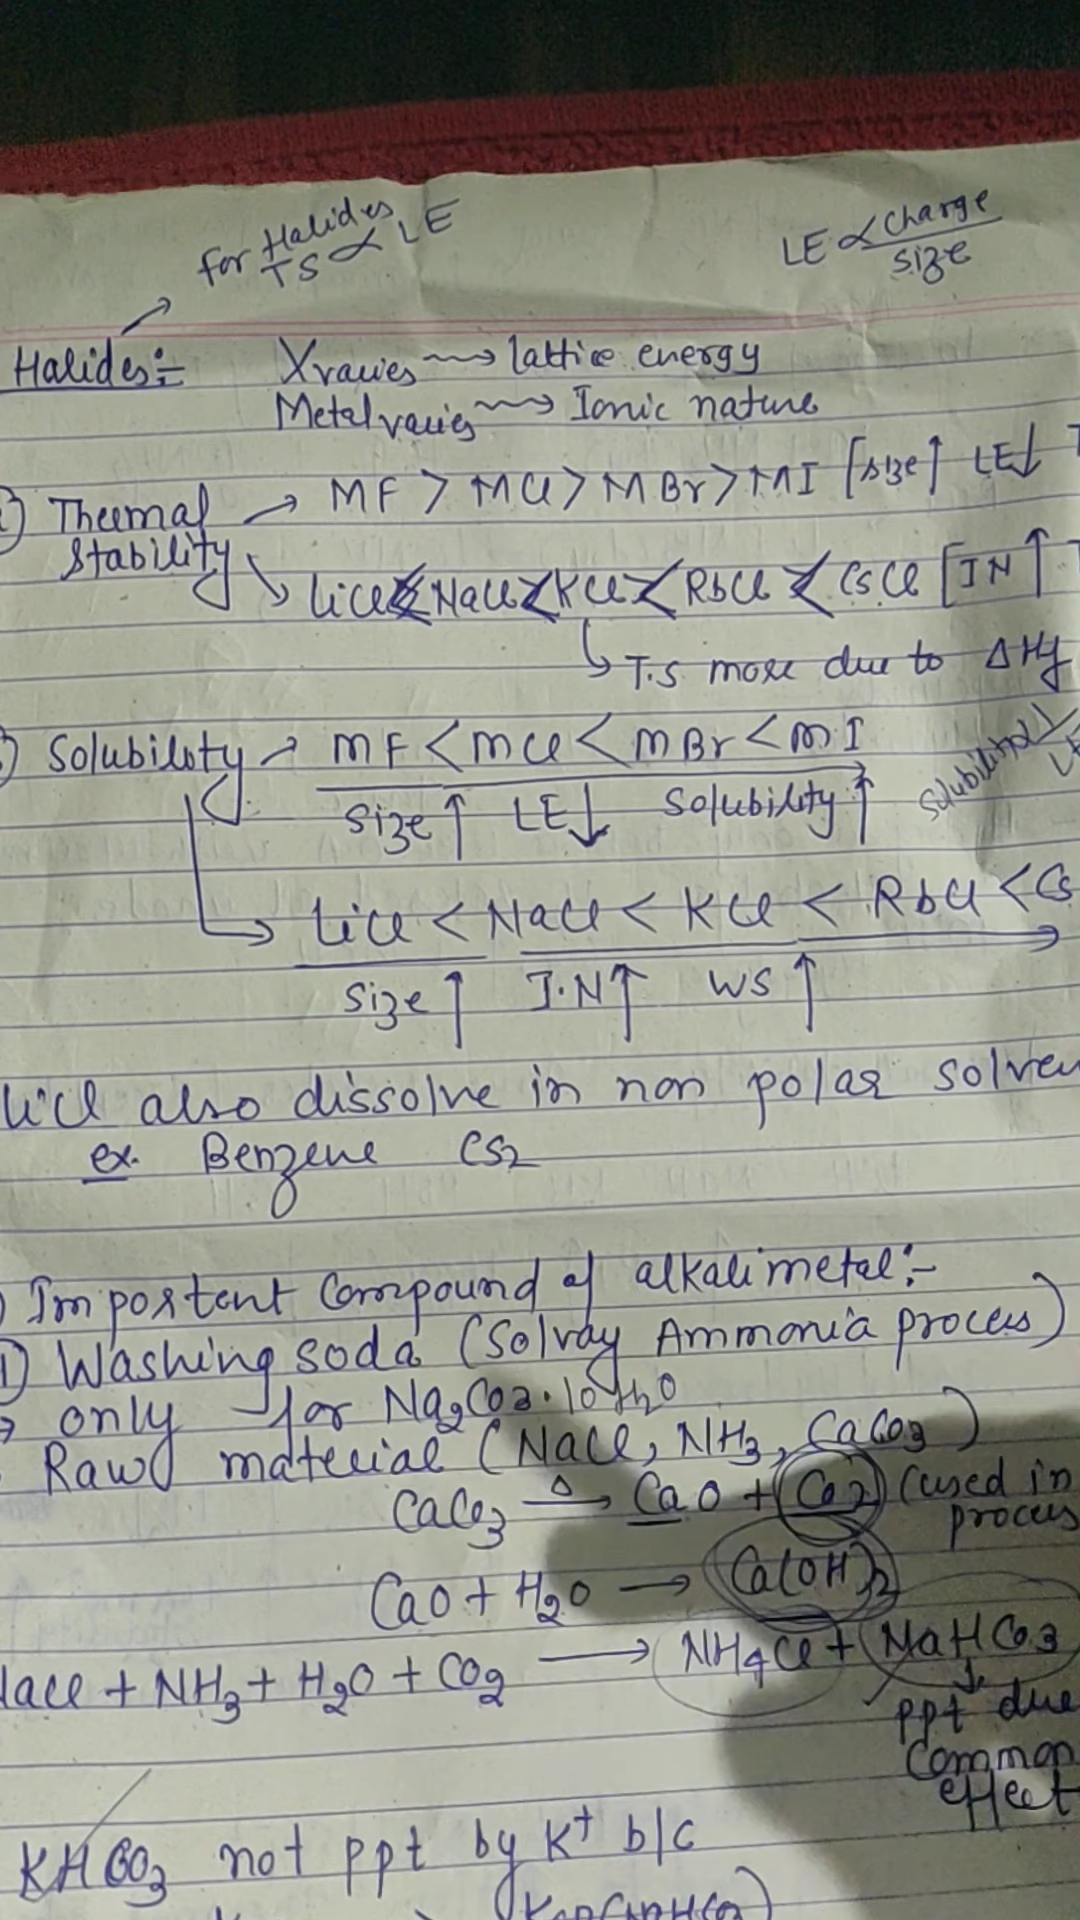 for Halides
TS ∝ LE
LE ∝ Charge/size
Halides:- Xvaries → lattice energy
Metal varies → Ionic nature
Thermal stability → MF > MCl > MBr > MI [size↑ LE↓
LiCl < NaCl < KCl < RbCl < CsCl [IN↑
↳ T.S more due to ΔHf
Solubility → MF < MCl < MBr < MI
Size↑ LE↓ Solubility↑
Solubility ∝ 1/LE
→ LiCl < NaCl < KCl < RbCl < Cs
Size↑ I.N↑ WS↑
LiCl also dissolve in non polar solven
ex. Benzene CS2
Important Compound of alkali metal:-
1) Washing soda (Solvay Ammonia process)
→ only for Na2CO3.10H2O
Raw material (NaCl, NH3, CaCO3)
CaCO3 —Δ→ CaO + CO2 (used in process
CaO + H2O → Ca(OH)2
NaCl + NH3 + H2O + CO2 → NH4Cl + NaHCO3
↓
ppt due
Common
effect
KHCO3 not ppt by K+ b/c